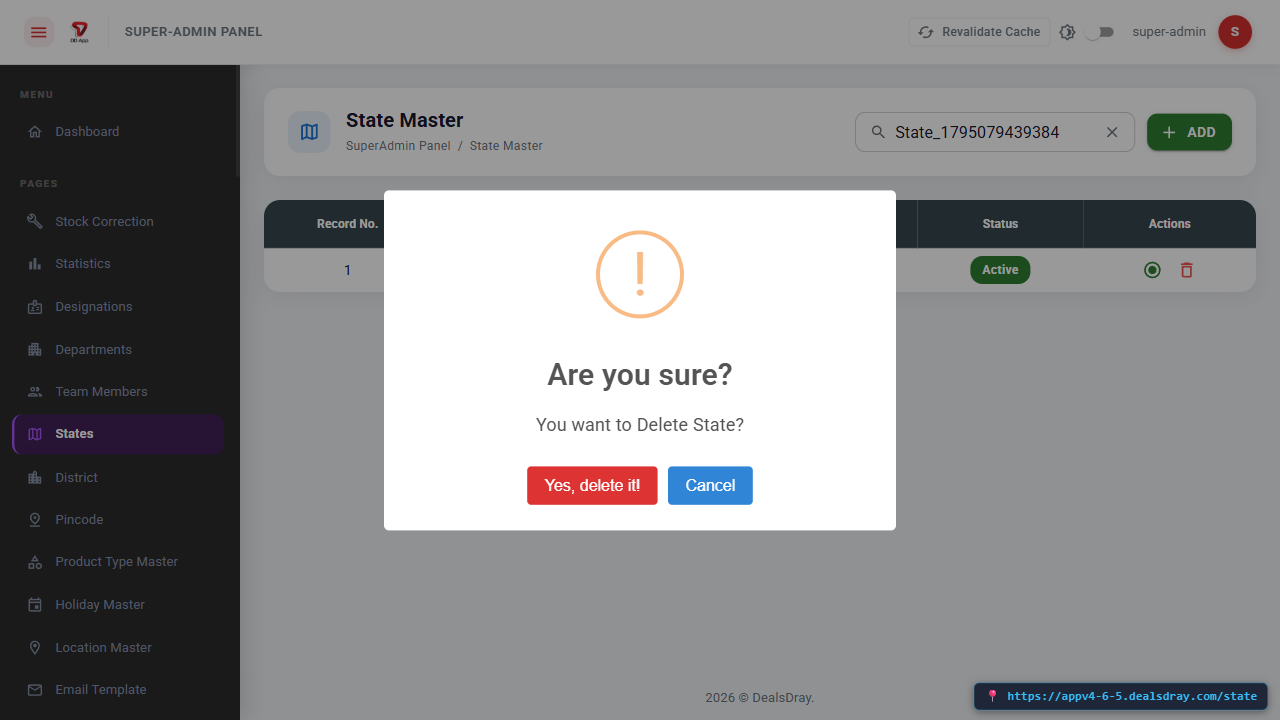 SUPER-ADMIN PANEL
Revalidate Cache
super-admin
S
DD App
MENU
Dashboard
PAGES
Stock Correction
Statistics
Designations
Departments
Team Members
States
District
Pincode
Product Type Master
Holiday Master
Location Master
Email Template
State Master
SuperAdmin Panel / State Master
State_1795079439384
ADD
Record No.
Status
Actions
1
Active
Are you sure?
You want to Delete State?
Yes, delete it!
Cancel
2026 © DealsDray.
https://appv4-6-5.dealsdray.com/state